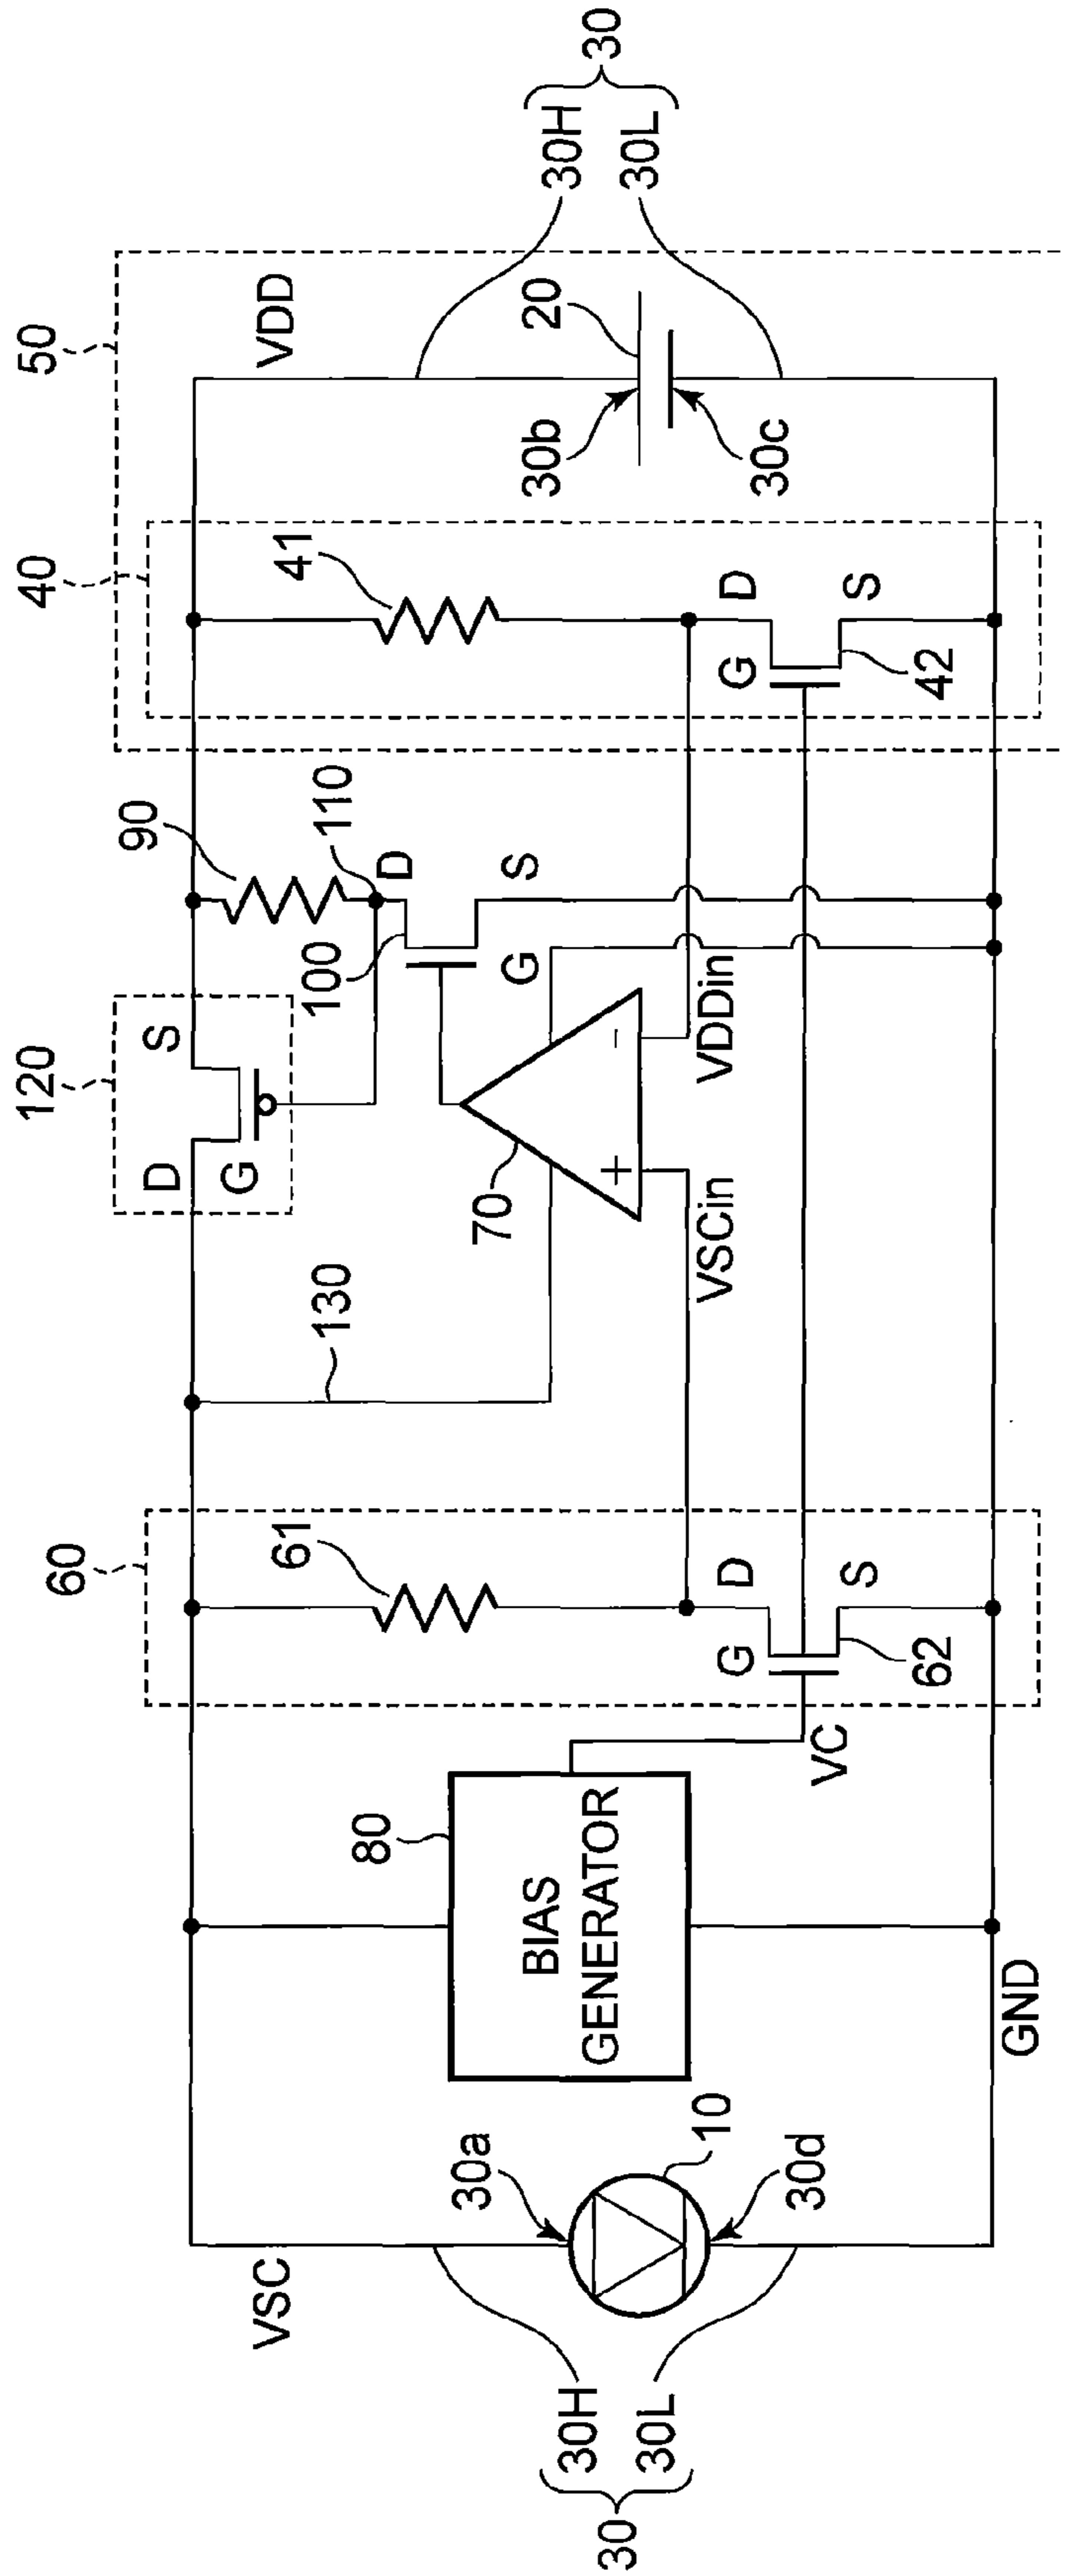 50
40
120
90
60
VDD
30H
30L
30
20
30b
30c
41
D
G
S
42
110
D
100
S
G
S
D
G
130
70
+
-
VDDin
VSCin
61
D
G
S
62
VC
80
BIAS
GENERATOR
GND
VSC
30a
10
30d
30H
30L
30